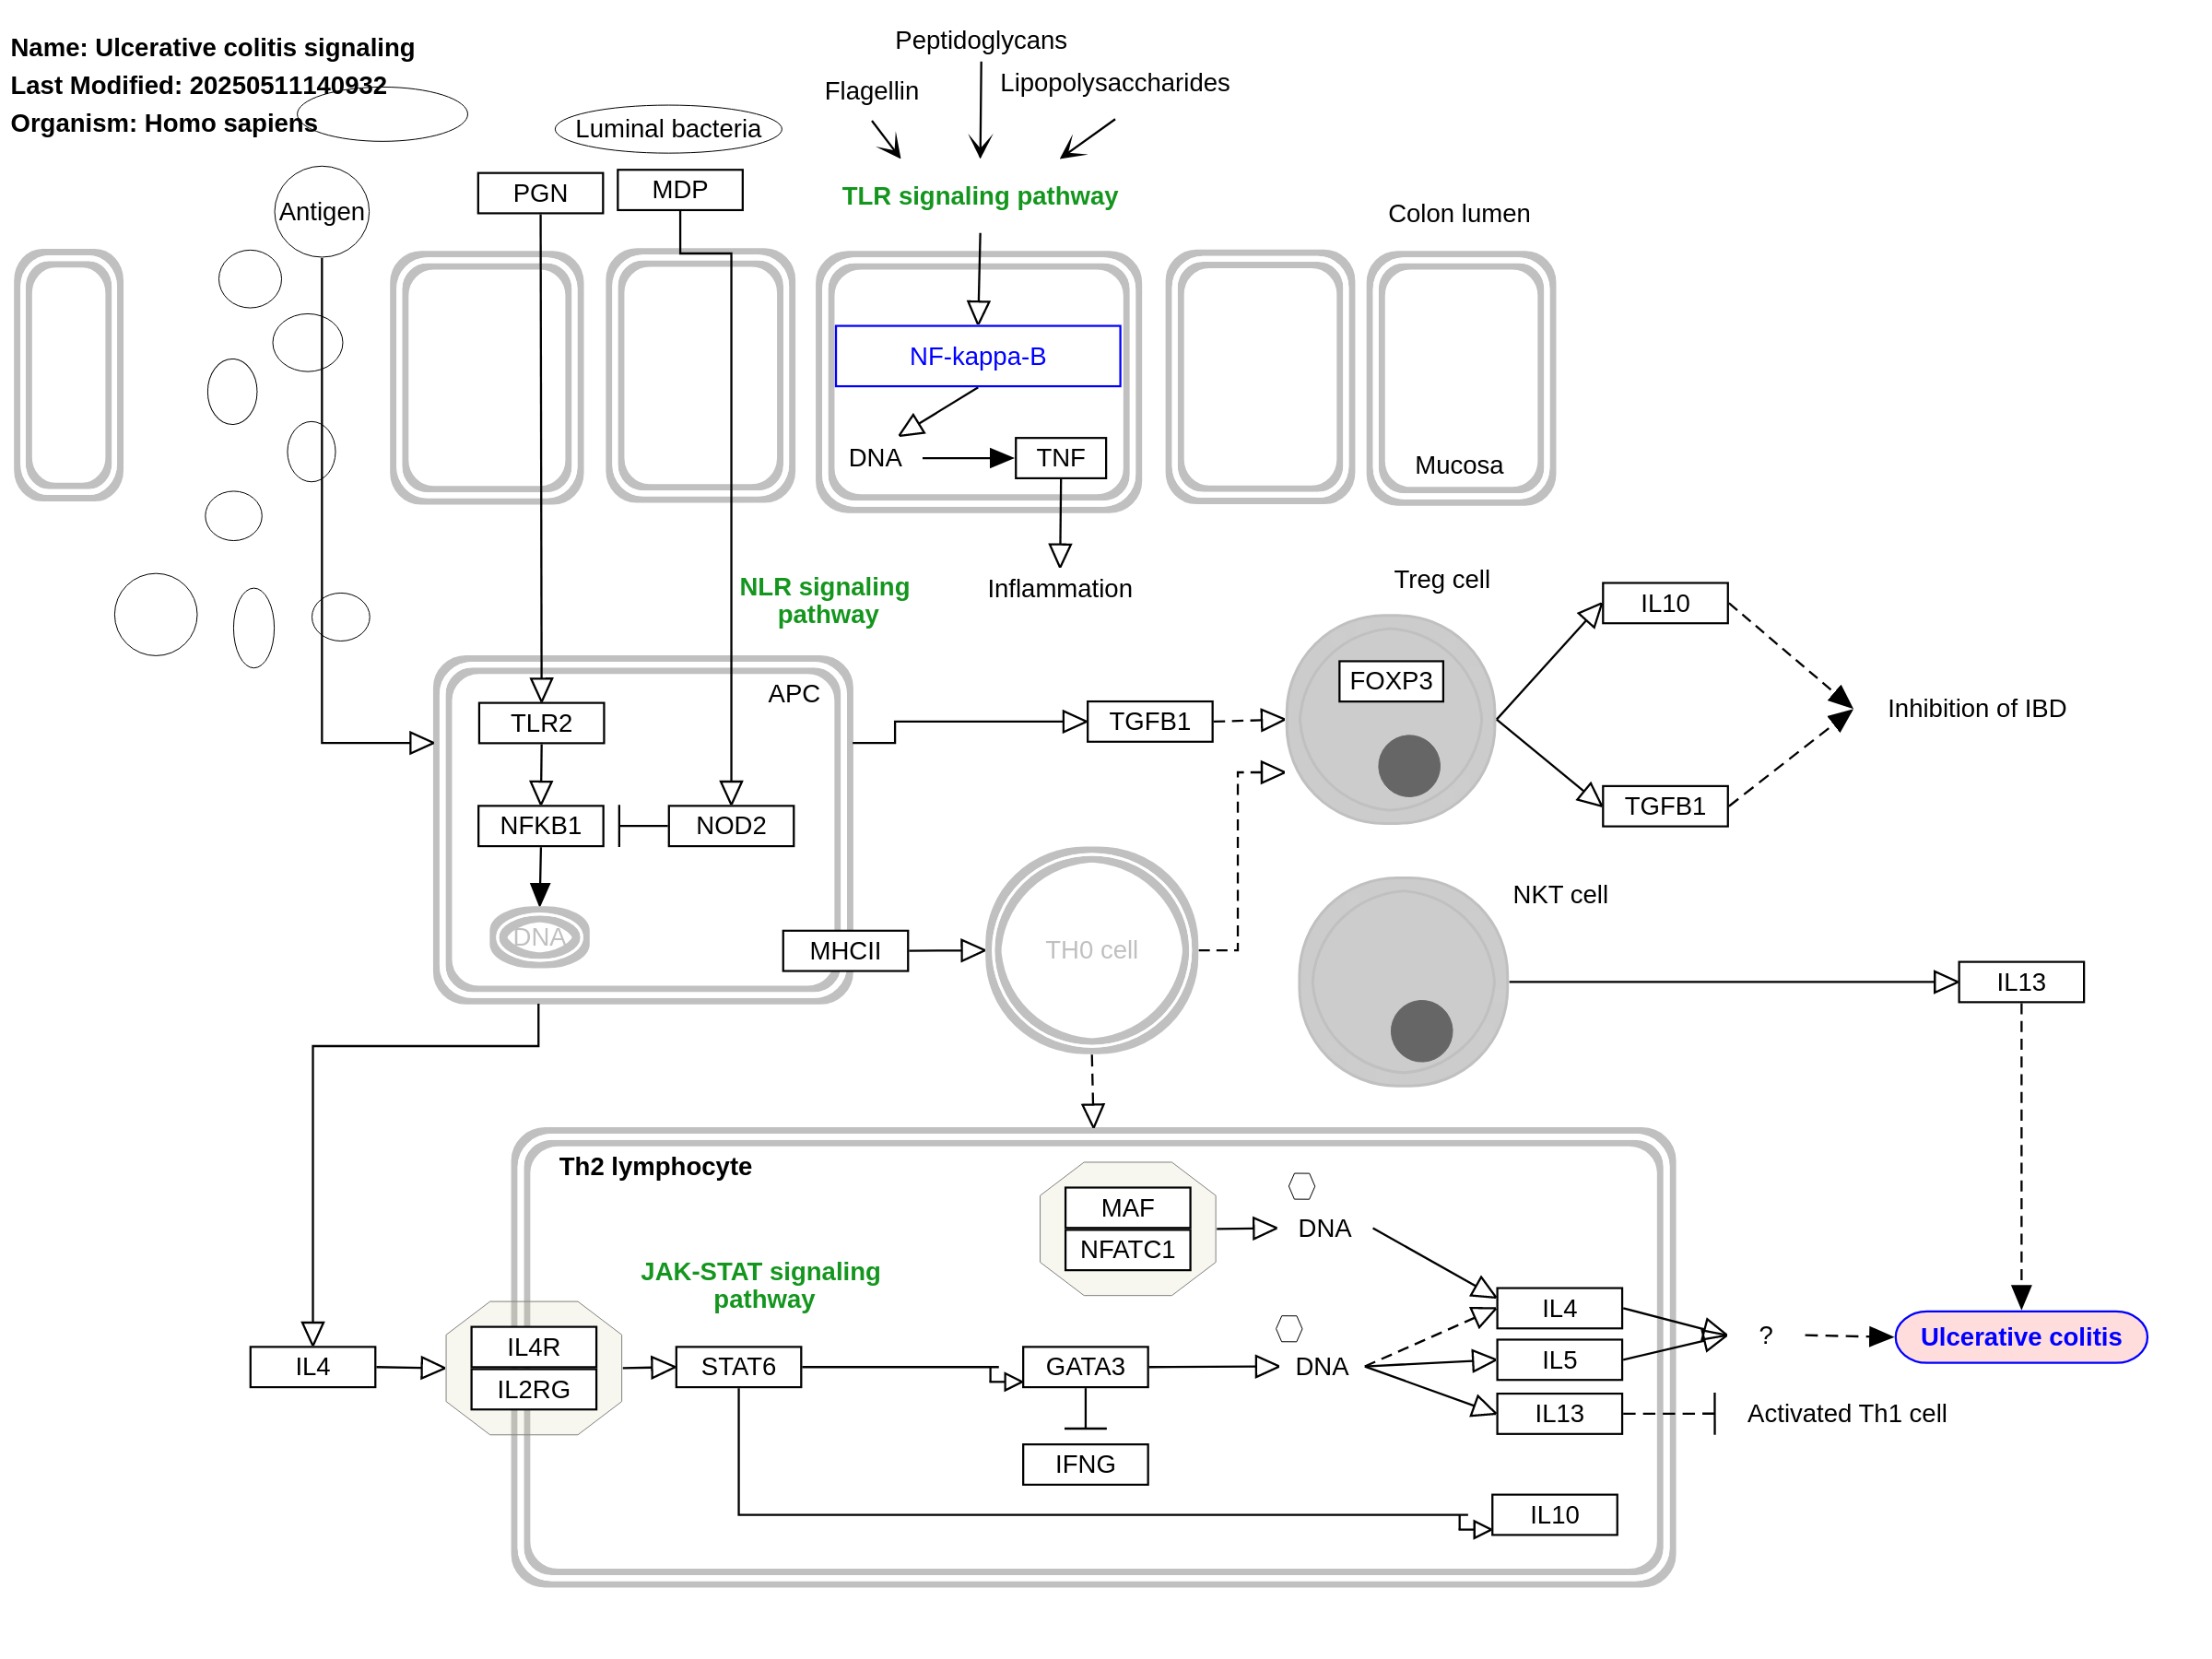 Name: Ulcerative colitis signaling
Last Modified: 20250511140932
Organism: Homo sapiens
Peptidoglycans
Flagellin
Lipopolysaccharides
Luminal bacteria
PGN
MDP
TLR signaling pathway
Antigen
Colon lumen
NF-kappa-B
DNA
TNF
Mucosa
NLR signaling
pathway
Inflammation
Treg cell
IL10
FOXP3
APC
TLR2
TGFB1
Inhibition of IBD
NFKB1
NOD2
TGFB1
DNA
MHCII
TH0 cell
NKT cell
IL13
Th2 lymphocyte
MAF
NFATC1
DNA
JAK-STAT signaling
pathway
IL4
IL4R
IL2RG
STAT6
GATA3
DNA
IL4
IL5
IL13
?
Ulcerative colitis
Activated Th1 cell
IFNG
IL10